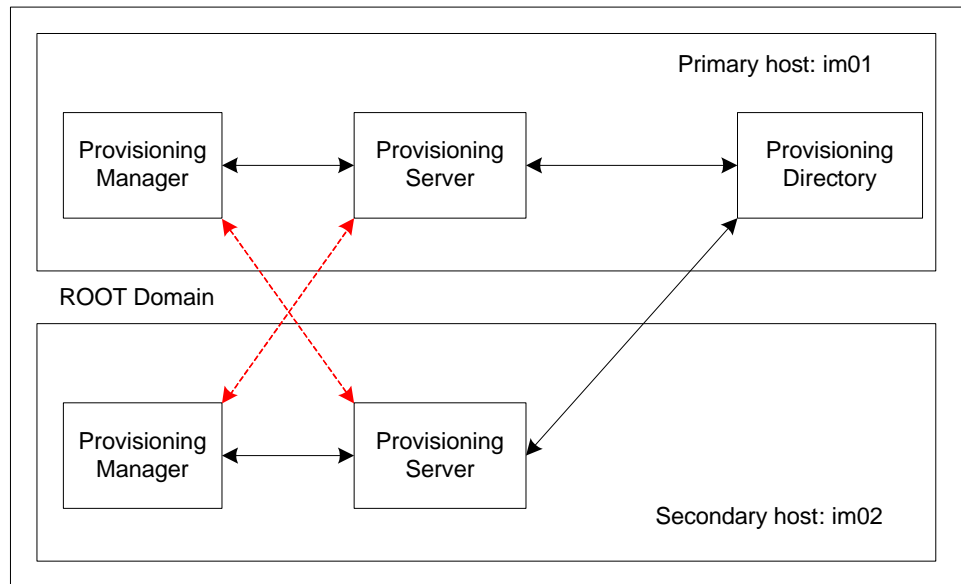 Primary host: im01
Provisioning
Manager
Provisioning
Server
Provisioning
Directory
ROOT Domain
Provisioning
Manager
Provisioning
Server
Secondary host: im02